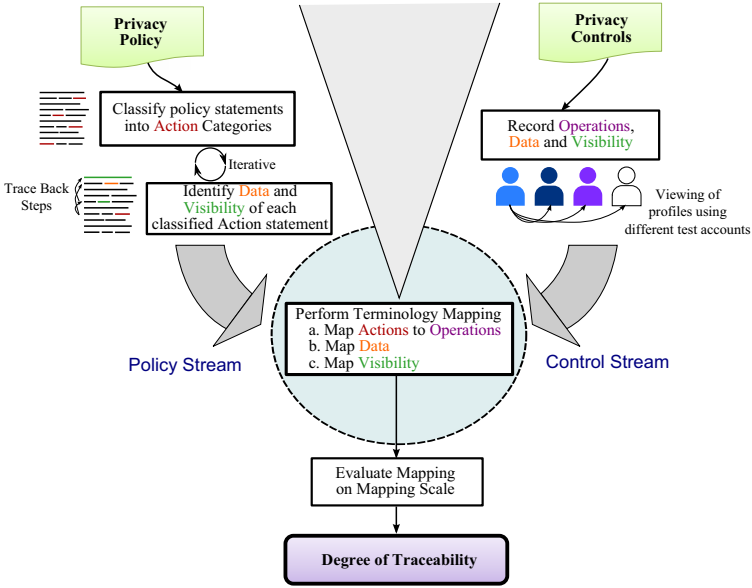 Privacy
Policy
Classify policy statements
into Action Categories
Iterative
Trace Back
Steps
Identify Data and
Visibility of each
classified Action statement
Policy Stream
Privacy
Controls
Record Operations,
Data and Visibility
Viewing of
profiles using
different test accounts
Control Stream
Perform Terminology Mapping
a. Map Actions to Operations
b. Map Data
c. Map Visibility
Evaluate Mapping
on Mapping Scale
Degree of Traceability